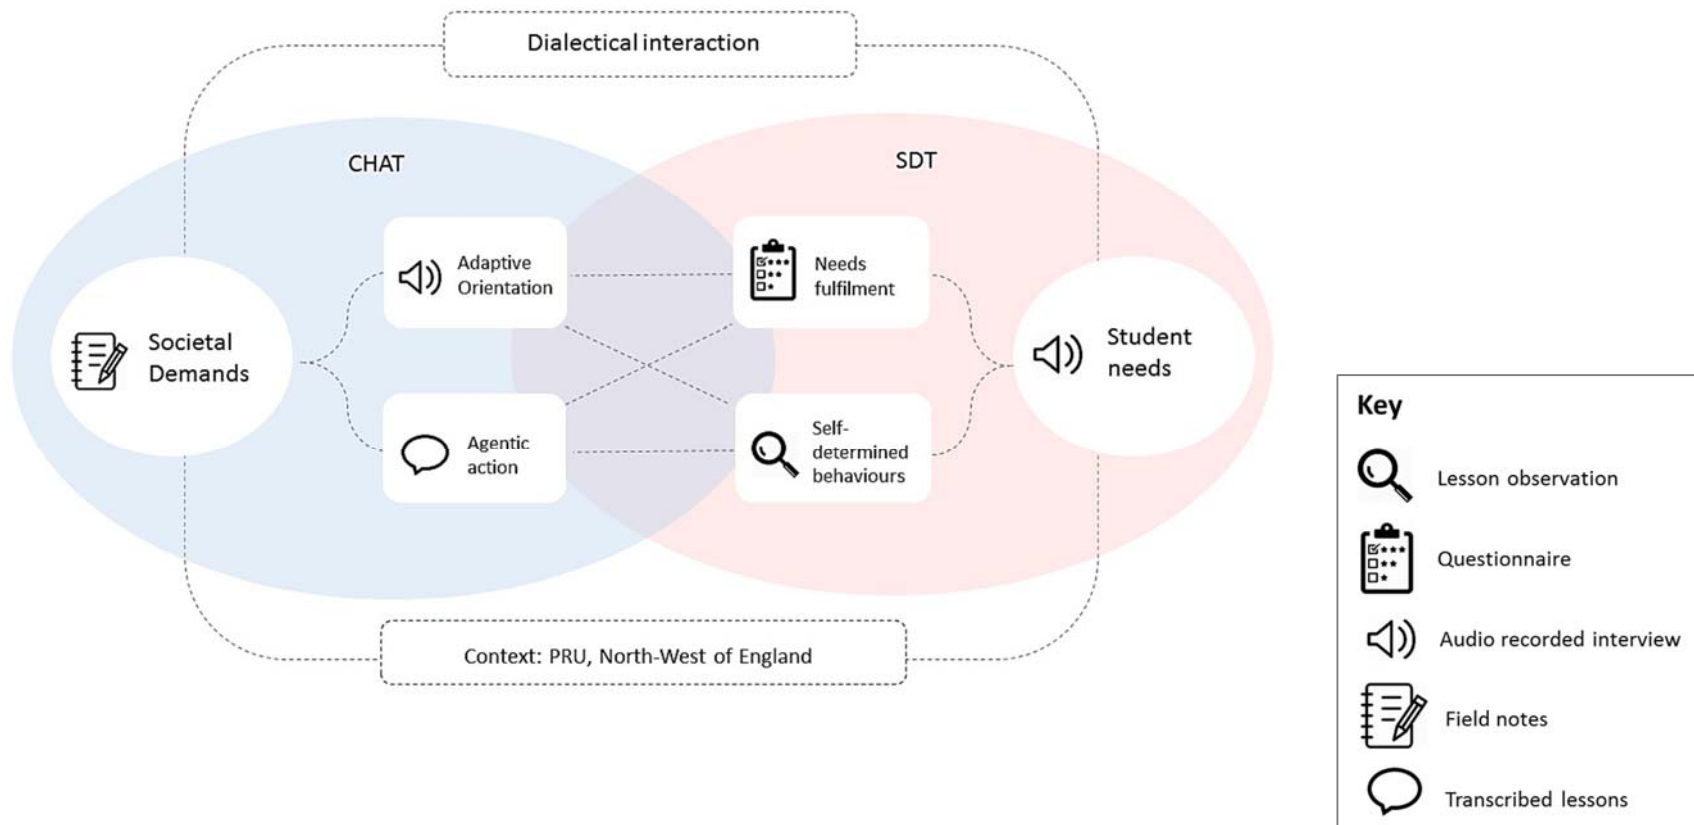 Dialectical interaction
CHAT
SDT
Adaptive
Orientation
Needs
fulfilment
Societal
Demands
Student
needs
Agentic
action
Self-
determined
behaviours
Context: PRU, North-West of England
Key
Lesson observation
Questionnaire
Audio recorded interview
Field notes
Transcribed lessons